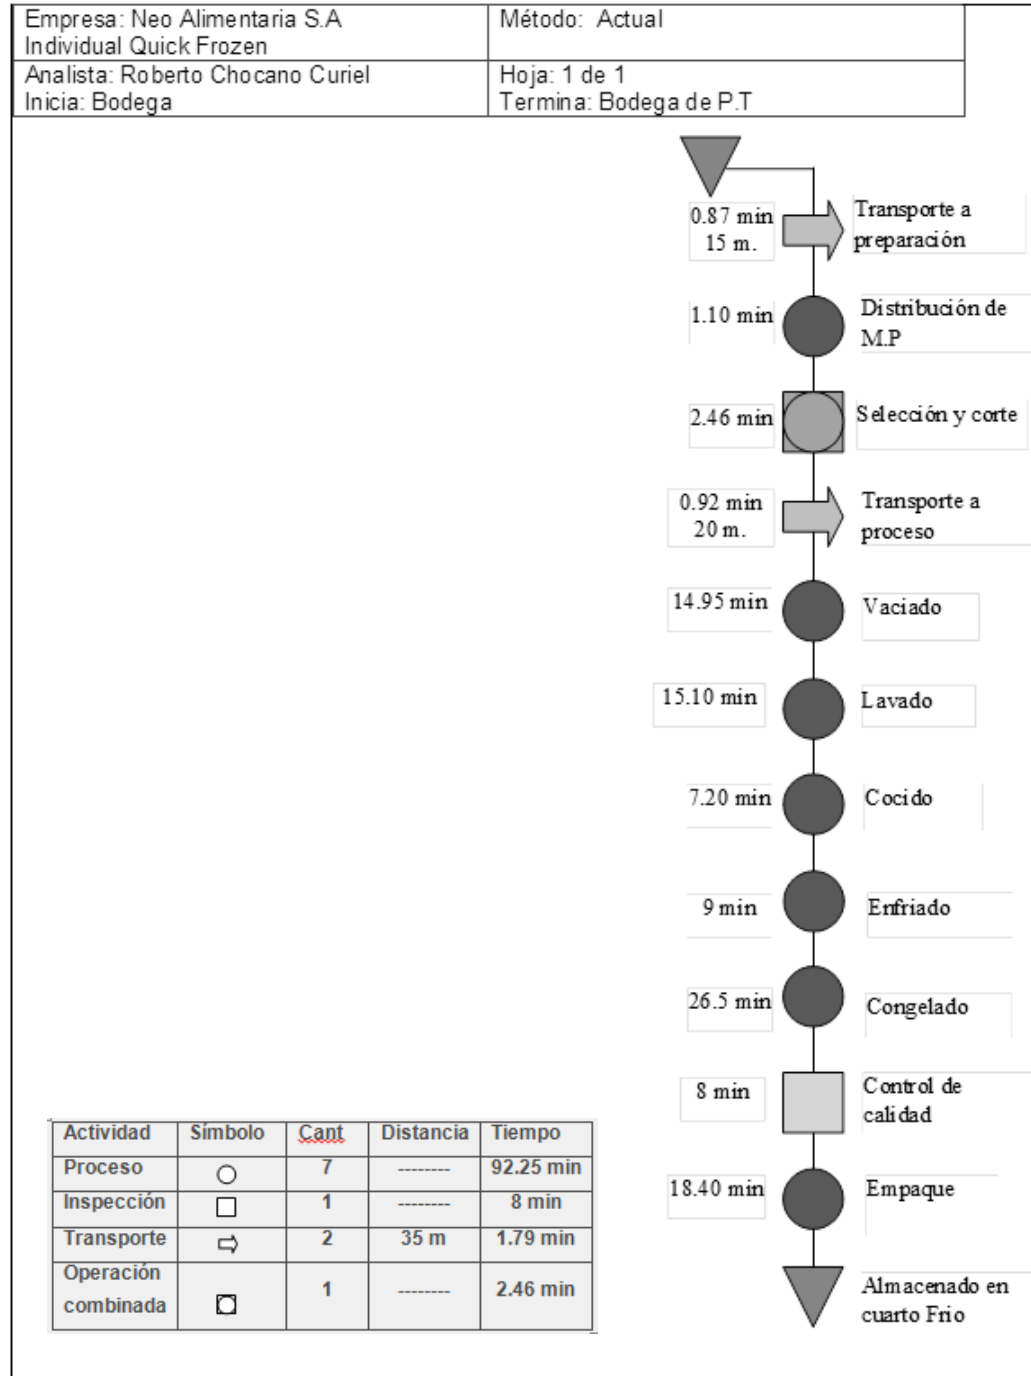 Empresa: Neo Alimentaria S.A
Individual Quick Frozen
Método: Actual
Analista: Roberto Chocano Curiel
Inicia: Bodega
Hoja: 1 de 1
Termina: Bodega de P.T
0.87 min
15 m.
Transporte a
preparación
1.10 min
Distribución de
M.P
2.46 min
Selección y corte
0.92 min
20 m.
Transporte a
proceso
14.95 min
Vaciado
15.10 min
Lavado
7.20 min
Cocido
9 min
Enfriado
26.5 min
Congelado
8 min
Control de
calidad
18.40 min
Empaque
Almacenado en
cuarto Frio
Actividad Símbolo Cant Distancia Tiempo
Proceso 7 -------- 92.25 min
Inspección 1 -------- 8 min
Transporte 2 35 m 1.79 min
Operación
combinada 1 -------- 2.46 min